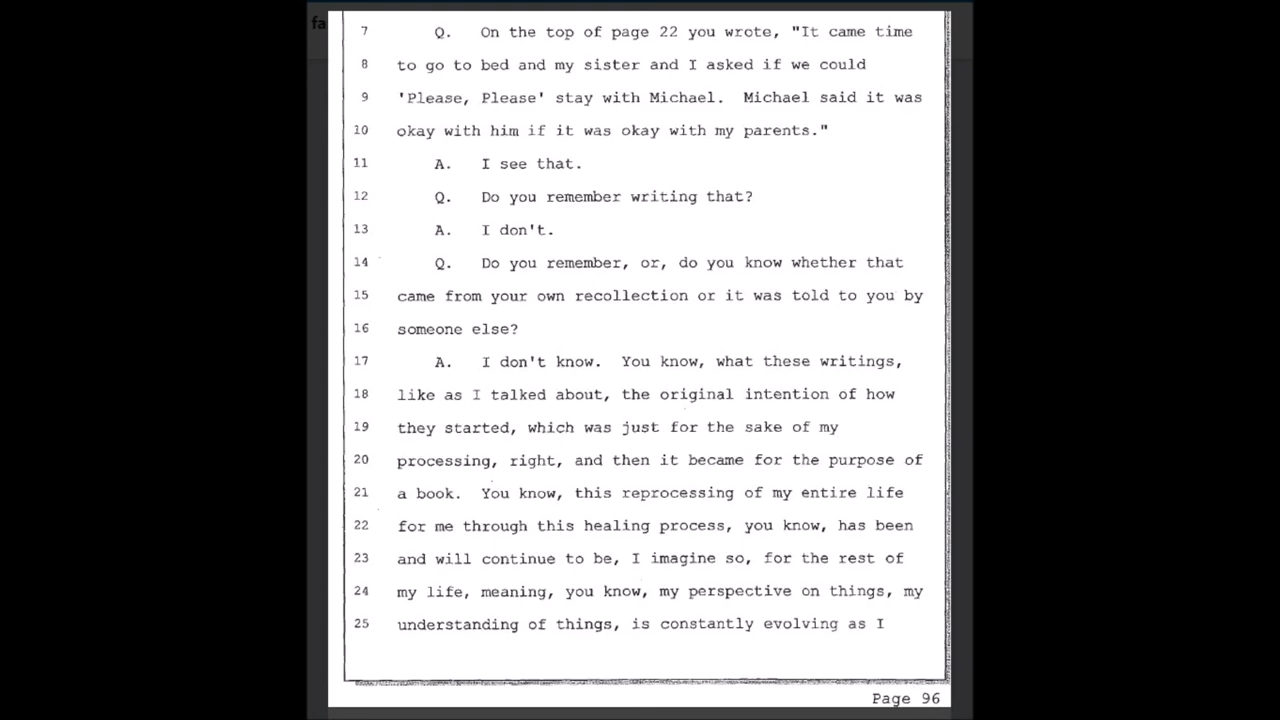 fa
7 Q. On the top of page 22 you wrote, "It came time
8 to go to bed and my sister and I asked if we could
9 'Please, Please' stay with Michael. Michael said it was
10 okay with him if it was okay with my parents."
11 A. I see that.
12 Q. Do you remember writing that?
13 A. I don't.
14 Q. Do you remember, or, do you know whether that
15 came from your own recollection or it was told to you by
16 someone else?
17 A. I don't know. You know, what these writings,
18 like as I talked about, the original intention of how
19 they started, which was just for the sake of my
20 processing, right, and then it became for the purpose of
21 a book. You know, this reprocessing of my entire life
22 for me through this healing process, you know, has been
23 and will continue to be, I imagine so, for the rest of
24 my life, meaning, you know, my perspective on things, my
25 understanding of things, is constantly evolving as I
Page 96